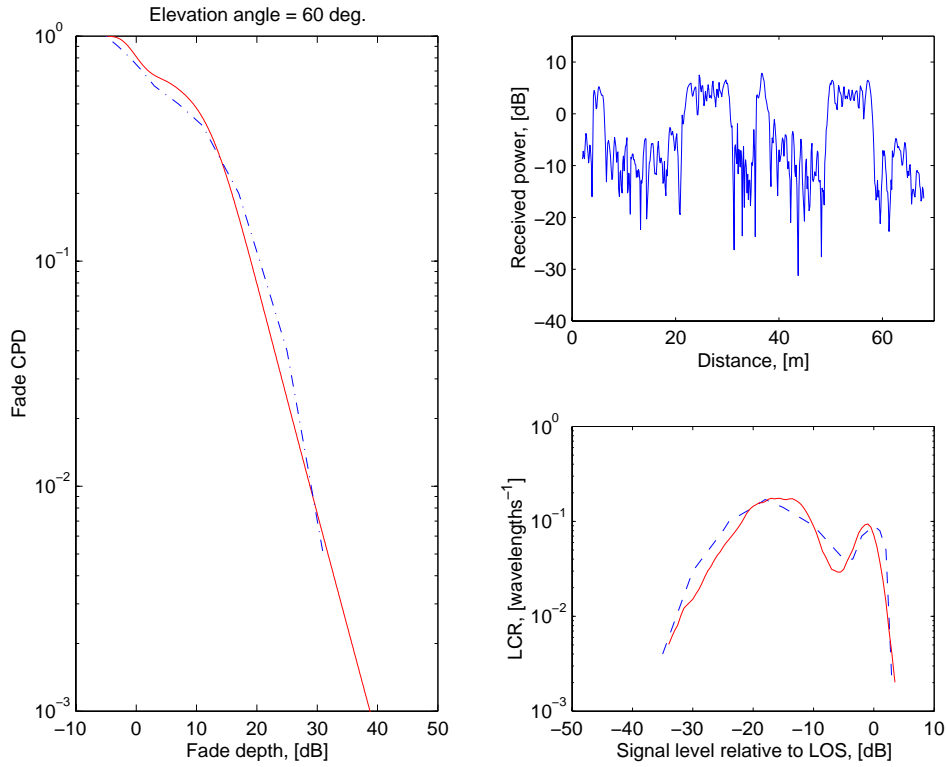 Elevation angle = 60 deg.
10^0
10^-1
10^-2
10^-3
Fade CPD
−10 0 10 20 30 40 50
Fade depth, [dB]
15
10
0
−10
−20
−30
−40
Received power, [dB]
0 20 40 60
Distance, [m]
10^0
10^-1
10^-2
10^-3
LCR, [wavelengths^-1]
−50 −40 −30 −20 −10 0 10
Signal level relative to LOS, [dB]